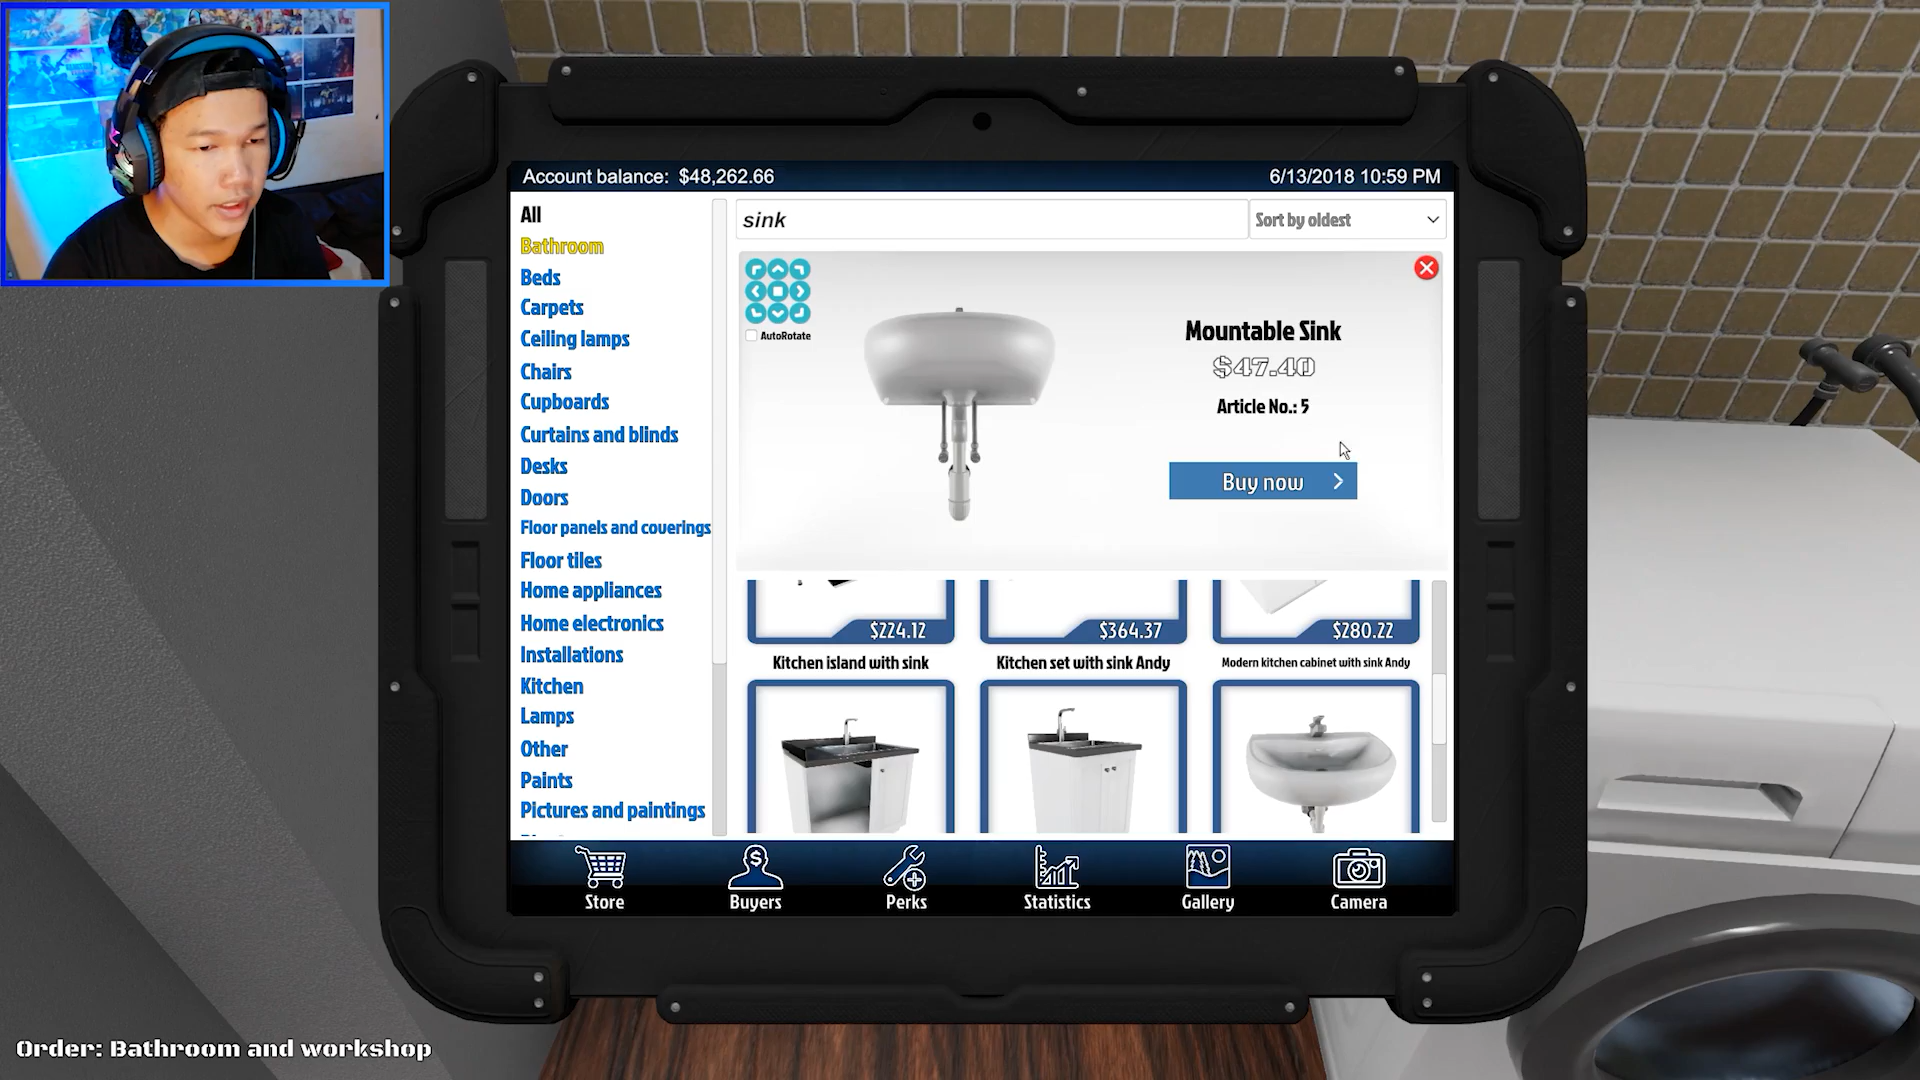 Account balance: $48,262.66
6/13/2018 10:59 PM
All
Bathroom
Beds
Carpets
Ceiling lamps
Chairs
Cupboards
Curtains and blinds
Desks
Doors
Floor panels and coverings
Floor tiles
Home appliances
Home electronics
Installations
Kitchen
Lamps
Other
Paints
Pictures and paintings
sink
Sort by oldest
AutoRotate
Mountable Sink
$47.40
Article No.: 5
Buy now
$224.12
$364.37
$280.22
Kitchen island with sink
Kitchen set with sink Andy
Modern kitchen cabinet with sink Andy
Store
Buyers
Perks
Statistics
Gallery
Camera
Order: Bathroom and workshop